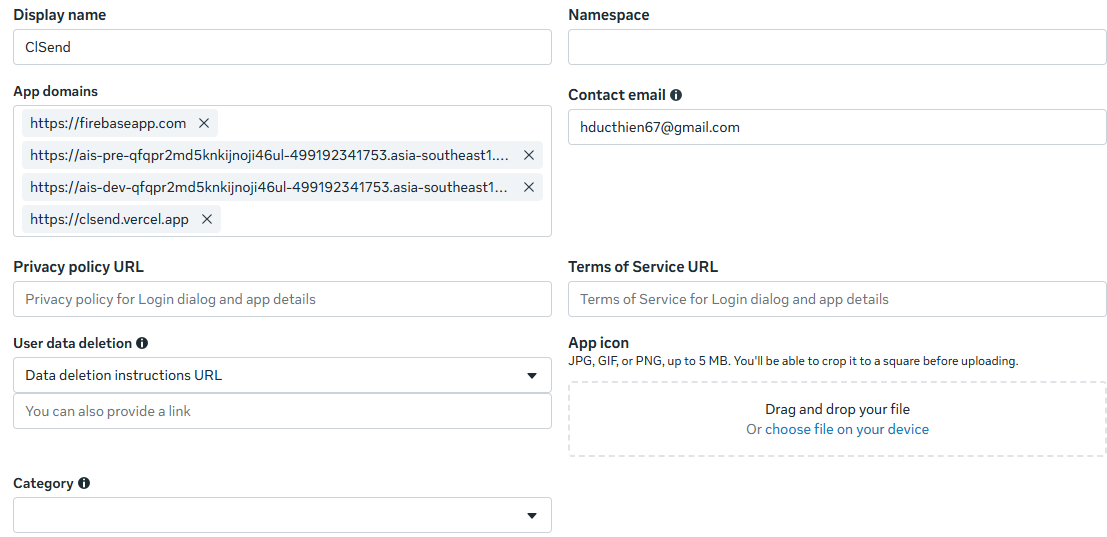 Display name
ClSend
Namespace
App domains
https://firebaseapp.com
https://ais-pre-qfqpr2md5knkijnoji46ul-499192341753.asia-southeast1....
https://ais-dev-qfqpr2md5knkijnoji46ul-499192341753.asia-southeast1...
https://clsend.vercel.app
Contact email
hducthien67@gmail.com
Privacy policy URL
Privacy policy for Login dialog and app details
Terms of Service URL
Terms of Service for Login dialog and app details
User data deletion
Data deletion instructions URL
You can also provide a link
App icon
JPG, GIF, or PNG, up to 5 MB. You'll be able to crop it to a square before uploading.
Drag and drop your file
Or choose file on your device
Category